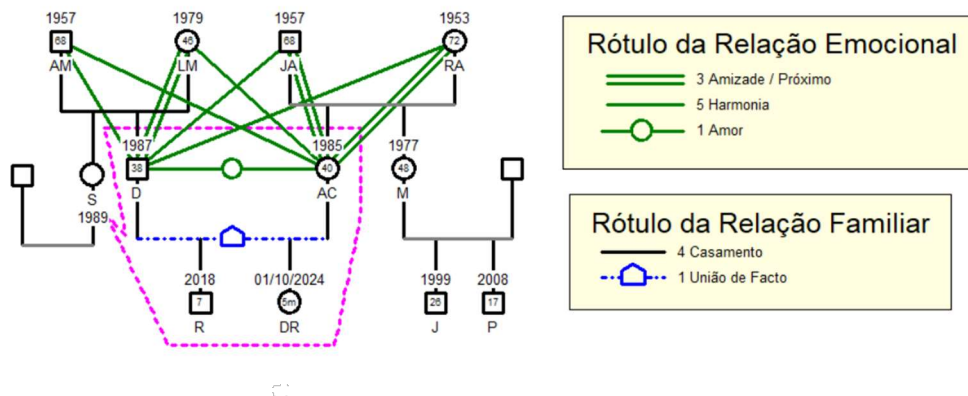 1957
1979
1957
1953
68
46
68
72
AM
LM
JA
RA
1987
1985
1977
38
40
48
S
D
AC
M
1989
2018
01/10/2024
1999
2008
7
5m
26
17
R
DR
J
P
Rótulo da Relação Emocional
3 Amizade / Próximo
5 Harmonia
1 Amor
Rótulo da Relação Familiar
4 Casamento
1 União de Facto